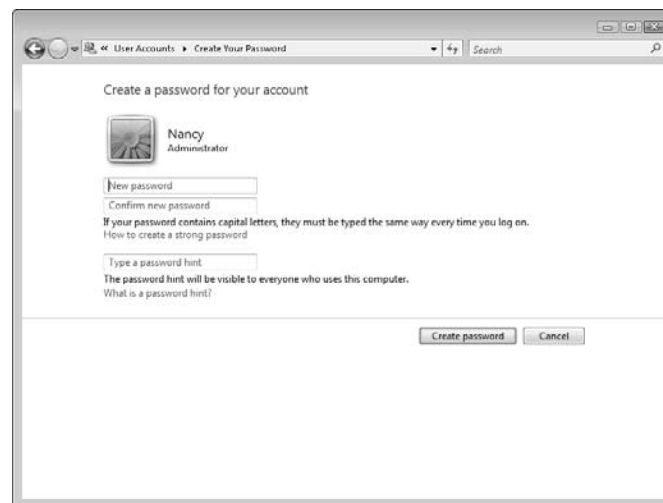 « User Accounts ▸ Create Your Password Search
Create a password for your account
Nancy
Administrator
New password
Confirm new password
If your password contains capital letters, they must be typed the same way every time you log on.
How to create a strong password
Type a password hint
The password hint will be visible to everyone who uses this computer.
What is a password hint?
Create password Cancel